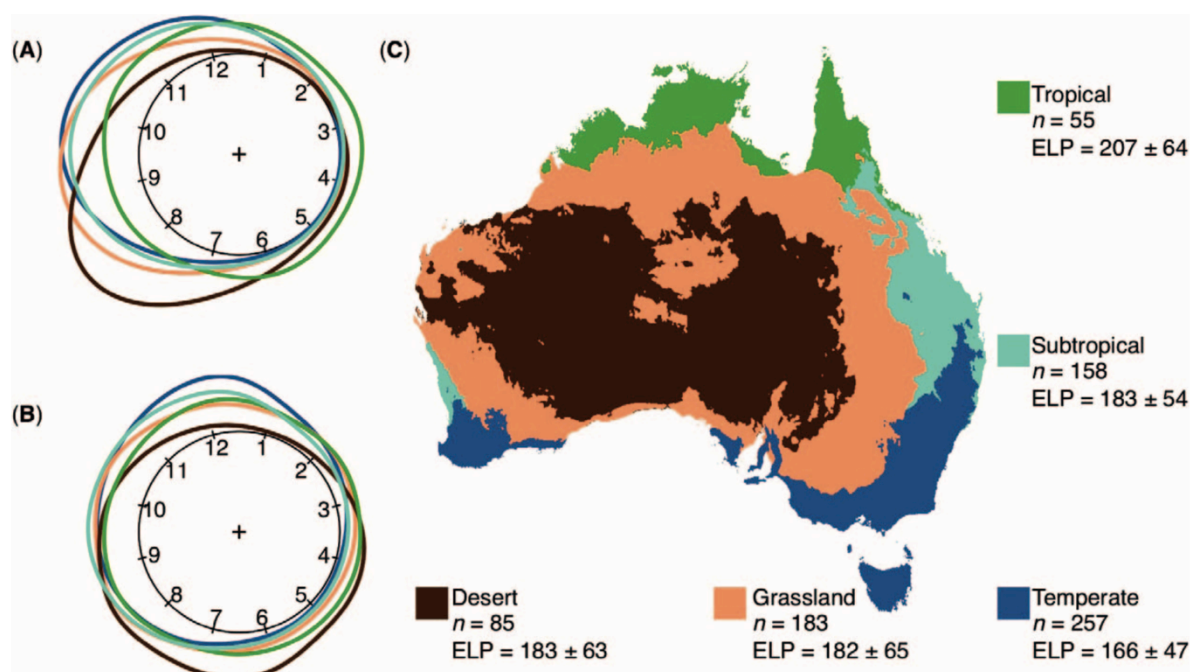 (A)
12
1
2
3
4
5
6
7
8
9
10
11
(B)
12
1
2
3
4
5
6
7
8
9
10
11
(C)
Tropical
n = 55
ELP = 207 ± 64
Subtropical
n = 158
ELP = 183 ± 54
Desert
n = 85
ELP = 183 ± 63
Grassland
n = 183
ELP = 182 ± 65
Temperate
n = 257
ELP = 166 ± 47